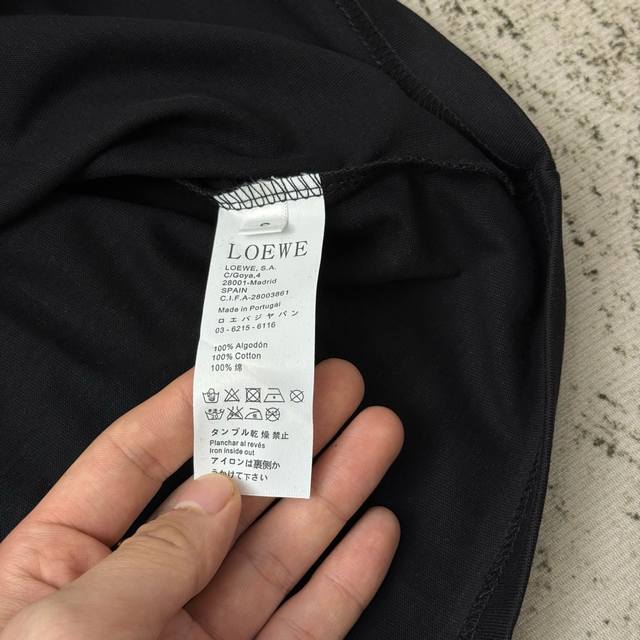 LOEWE
LOEWE, S.A.
C/Goya,4
28001-Madrid
SPAIN
C.I.F.A-28003861
Made in Portugal
ロエバジャパン
03-6215-6116
100% Algodón
100% Cotton
100% 綿
タンブル乾燥 禁止
Planchar al revés
Iron inside out
アイロンは裏側か
うかけて下さい